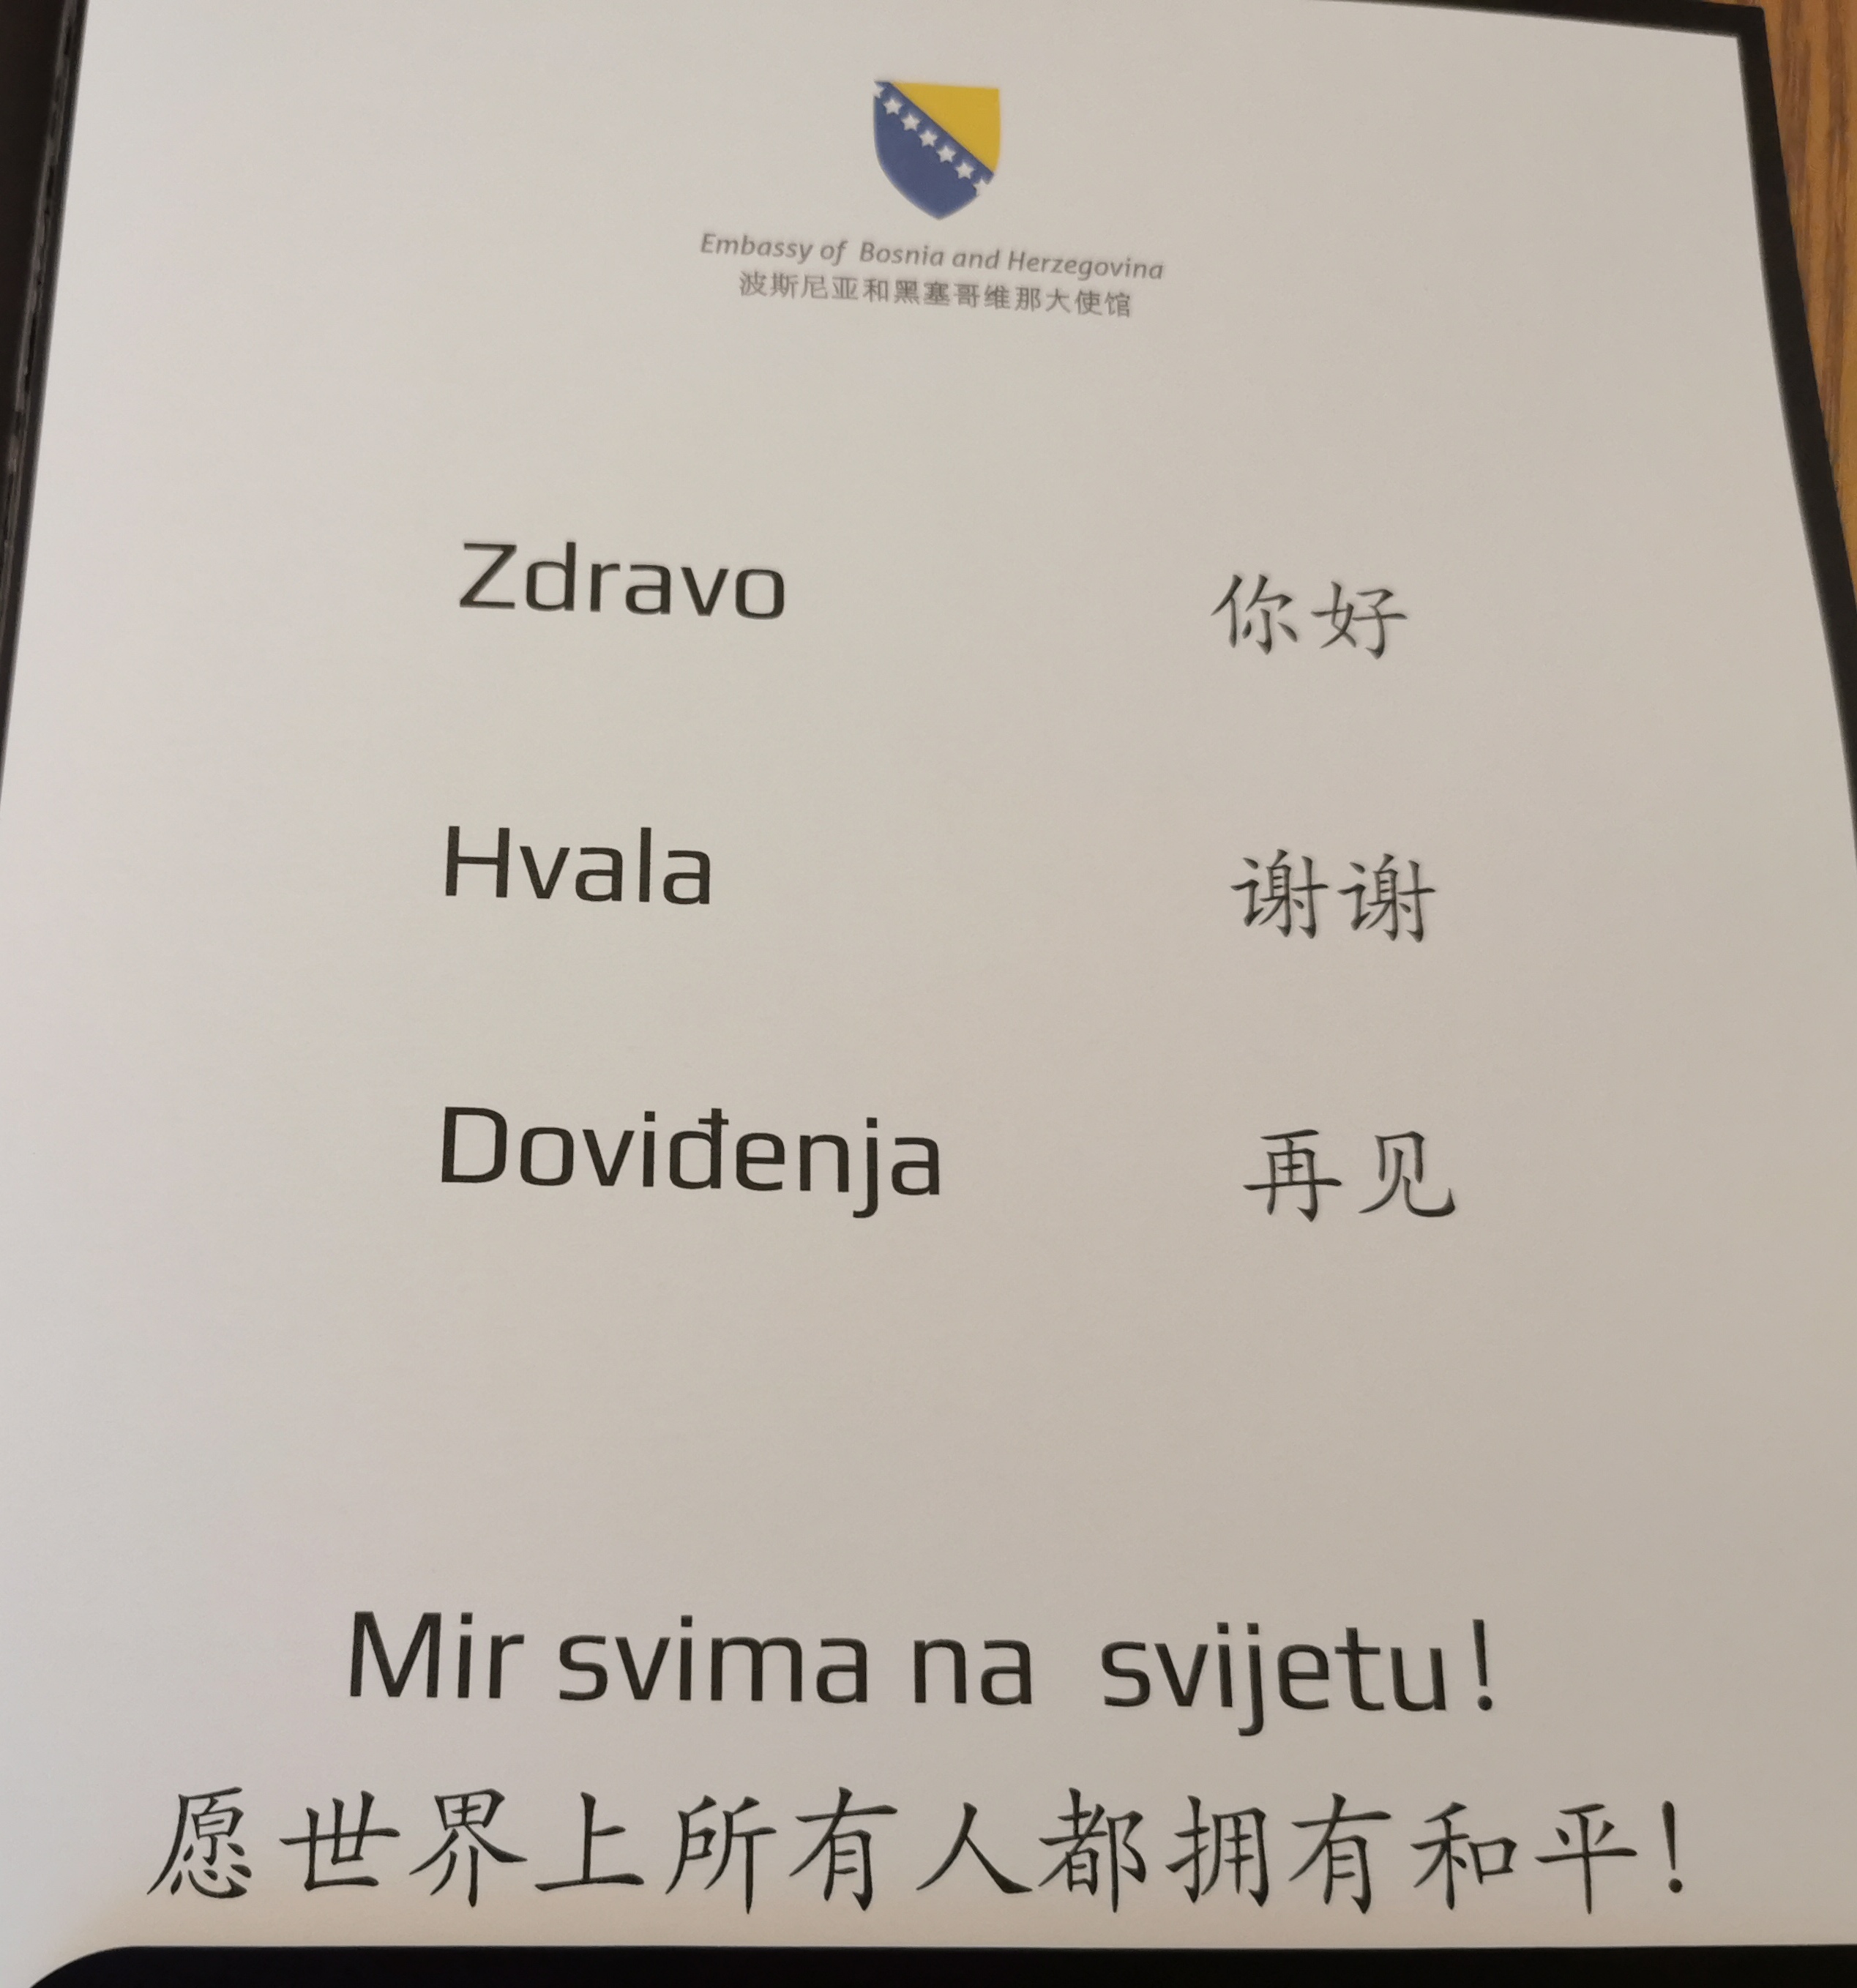 Embassy of Bosnia and Herzegovina
波斯尼亚和黑塞哥维那大使馆
Zdravo 你好
Hvala 谢谢
Doviđenja 再见
Mir svima na svijetu!
愿世界上所有人都拥有和平!